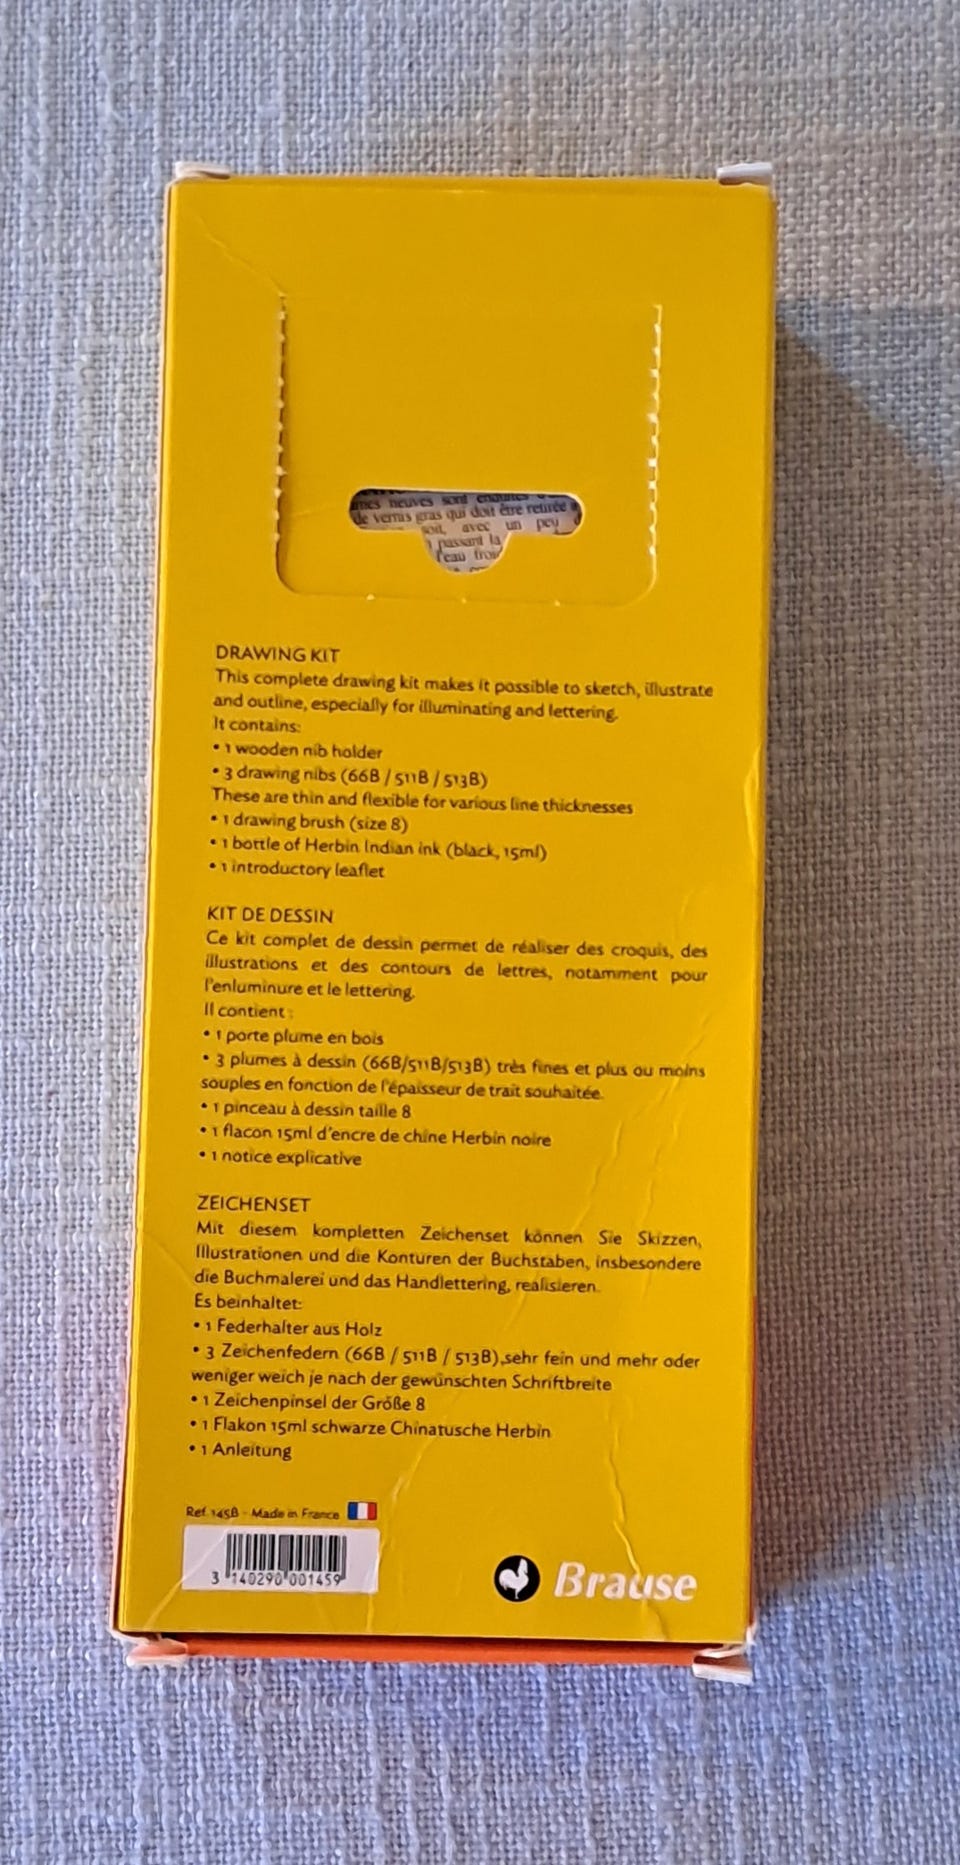 mes neuves sont enduites
de vernis gras qui doit être retirée
soit, avec un peu
passant la
l'eau
DRAWING KIT
This complete drawing kit makes it possible to sketch, illustrate
and outline, especially for illuminating and lettering.
It contains:
• 1 wooden nib holder
• 3 drawing nibs (66B / 511B / 513B)
These are thin and flexible for various line thicknesses
• 1 drawing brush (size 8)
• 1 bottle of Herbin Indian ink (black, 15ml)
• 1 introductory leaflet
KIT DE DESSIN
Ce kit complet de dessin permet de réaliser des croquis, des
illustrations et des contours de lettres, notamment pour
l'enluminure et le lettering.
Il contient :
• 1 porte plume en bois
• 3 plumes à dessin (66B/511B/513B) très fines et plus ou moins
souples en fonction de l'épaisseur de trait souhaitée.
• 1 pinceau à dessin taille 8
• 1 flacon 15ml d'encre de chine Herbin noire
• 1 notice explicative
ZEICHENSET
Mit diesem kompletten Zeichenset können Sie Skizzen,
Illustrationen und die Konturen der Buchstaben, insbesondere
die Buchmalerei und das Handlettering, realisieren.
Es beinhaltet:
• 1 Federhalter aus Holz
• 3 Zeichenfedern (66B / 511B / 513B),sehr fein und mehr oder
weniger weich je nach der gewünschten Schriftbreite
• 1 Zeichenpinsel der Größe 8
• 1 Flakon 15ml schwarze Chinatusche Herbin
• 1 Anleitung
Ref. 145B - Made in France
3 140290 001459
Brause